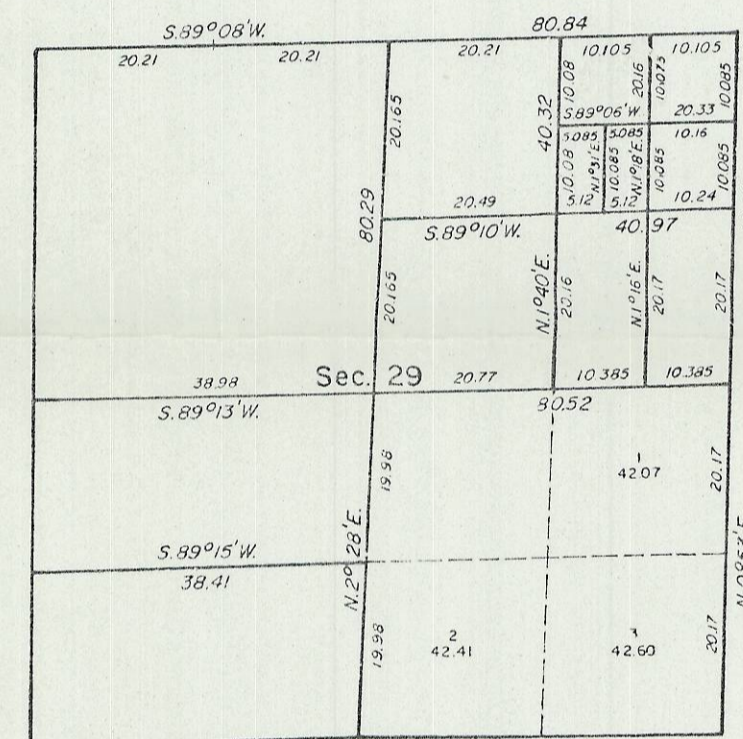 S.89°08'W. 80.84
20.21 20.21 20.21 10.105 10.105
20.165 40.32 10.08 20.16 10.075 10.085
S.89°06'W 20.33
5.085 5.085 10.16
10.08 N.1°31'E. 10.085 N.1°18'E. 10.085 10.085
20.49 5.12 5.12 10.24
80.29 S.89°10'W. 40.97
20.165 N.1°40'E. 20.16 N.1°16'E. 20.17 20.17
38.98 Sec. 29 20.77 10.385 10.385
S.89°13'W. 80.52
19.98 1 20.17
42.07
S.89°15'W. N.2°28'E.
38.41
19.98 2 3 20.17
42.41 42.60